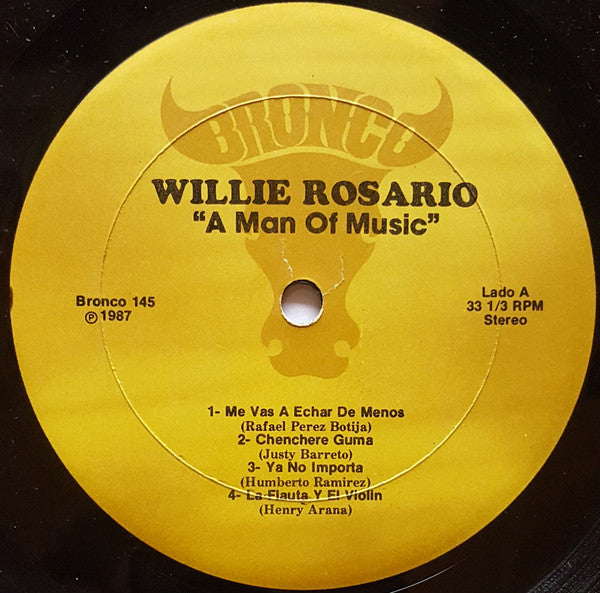 BRONCO
WILLIE ROSARIO
“A Man Of Music”
Bronco 145
℗ 1987
Lado A
33 1/3 RPM
Stereo
1- Me Vas A Echar De Menos
(Rafael Perez Botija)
2- Chenchere Guma
(Justy Barreto)
3- Ya No Importa
(Humberto Ramirez)
4- La Flauta Y El Violin
(Henry Arana)